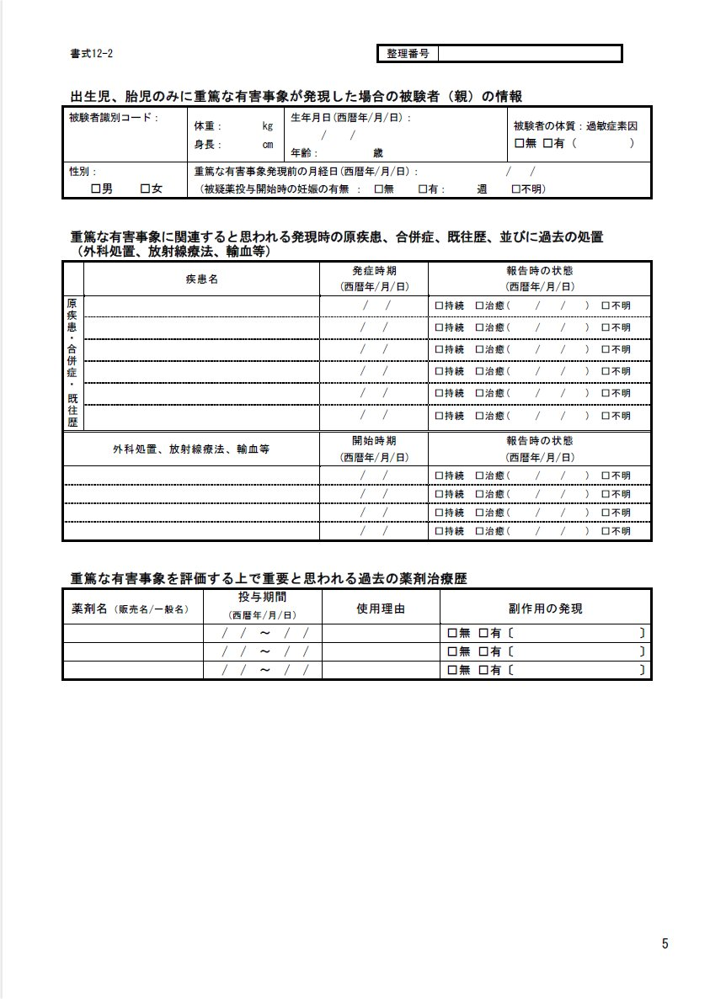 書式12-2
整理番号
出生児、胎児のみに重篤な有害事象が発現した場合の被験者（親）の情報
被験者識別コード：
体重： kg
身長： cm
生年月日(西暦年/月/日)：
/ /
年齢： 歳
被験者の体質：過敏症素因
□無 □有（ ）
性別：
□男 □女
重篤な有害事象発現前の月経日(西暦年/月/日)： / /
（被疑薬投与開始時の妊娠の有無 ： □無 □有： 週 □不明）
重篤な有害事象に関連すると思われる発現時の原疾患、合併症、既往歴、並びに過去の処置
（外科処置、放射線療法、輸血等）
疾患名
発症時期
(西暦年/月/日)
報告時の状態
(西暦年/月/日)
原疾患・合併症・既往歴
/ / □持続 □治癒( / / ) □不明
/ / □持続 □治癒( / / ) □不明
/ / □持続 □治癒( / / ) □不明
/ / □持続 □治癒( / / ) □不明
/ / □持続 □治癒( / / ) □不明
/ / □持続 □治癒( / / ) □不明
外科処置、放射線療法、輸血等
開始時期
(西暦年/月/日)
報告時の状態
(西暦年/月/日)
/ / □持続 □治癒( / / ) □不明
/ / □持続 □治癒( / / ) □不明
/ / □持続 □治癒( / / ) □不明
/ / □持続 □治癒( / / ) □不明
重篤な有害事象を評価する上で重要と思われる過去の薬剤治療歴
薬剤名（販売名/一般名）
投与期間
(西暦年/月/日)
使用理由
副作用の発現
/ / ～ / / □無 □有〔 〕
/ / ～ / / □無 □有〔 〕
/ / ～ / / □無 □有〔 〕
5